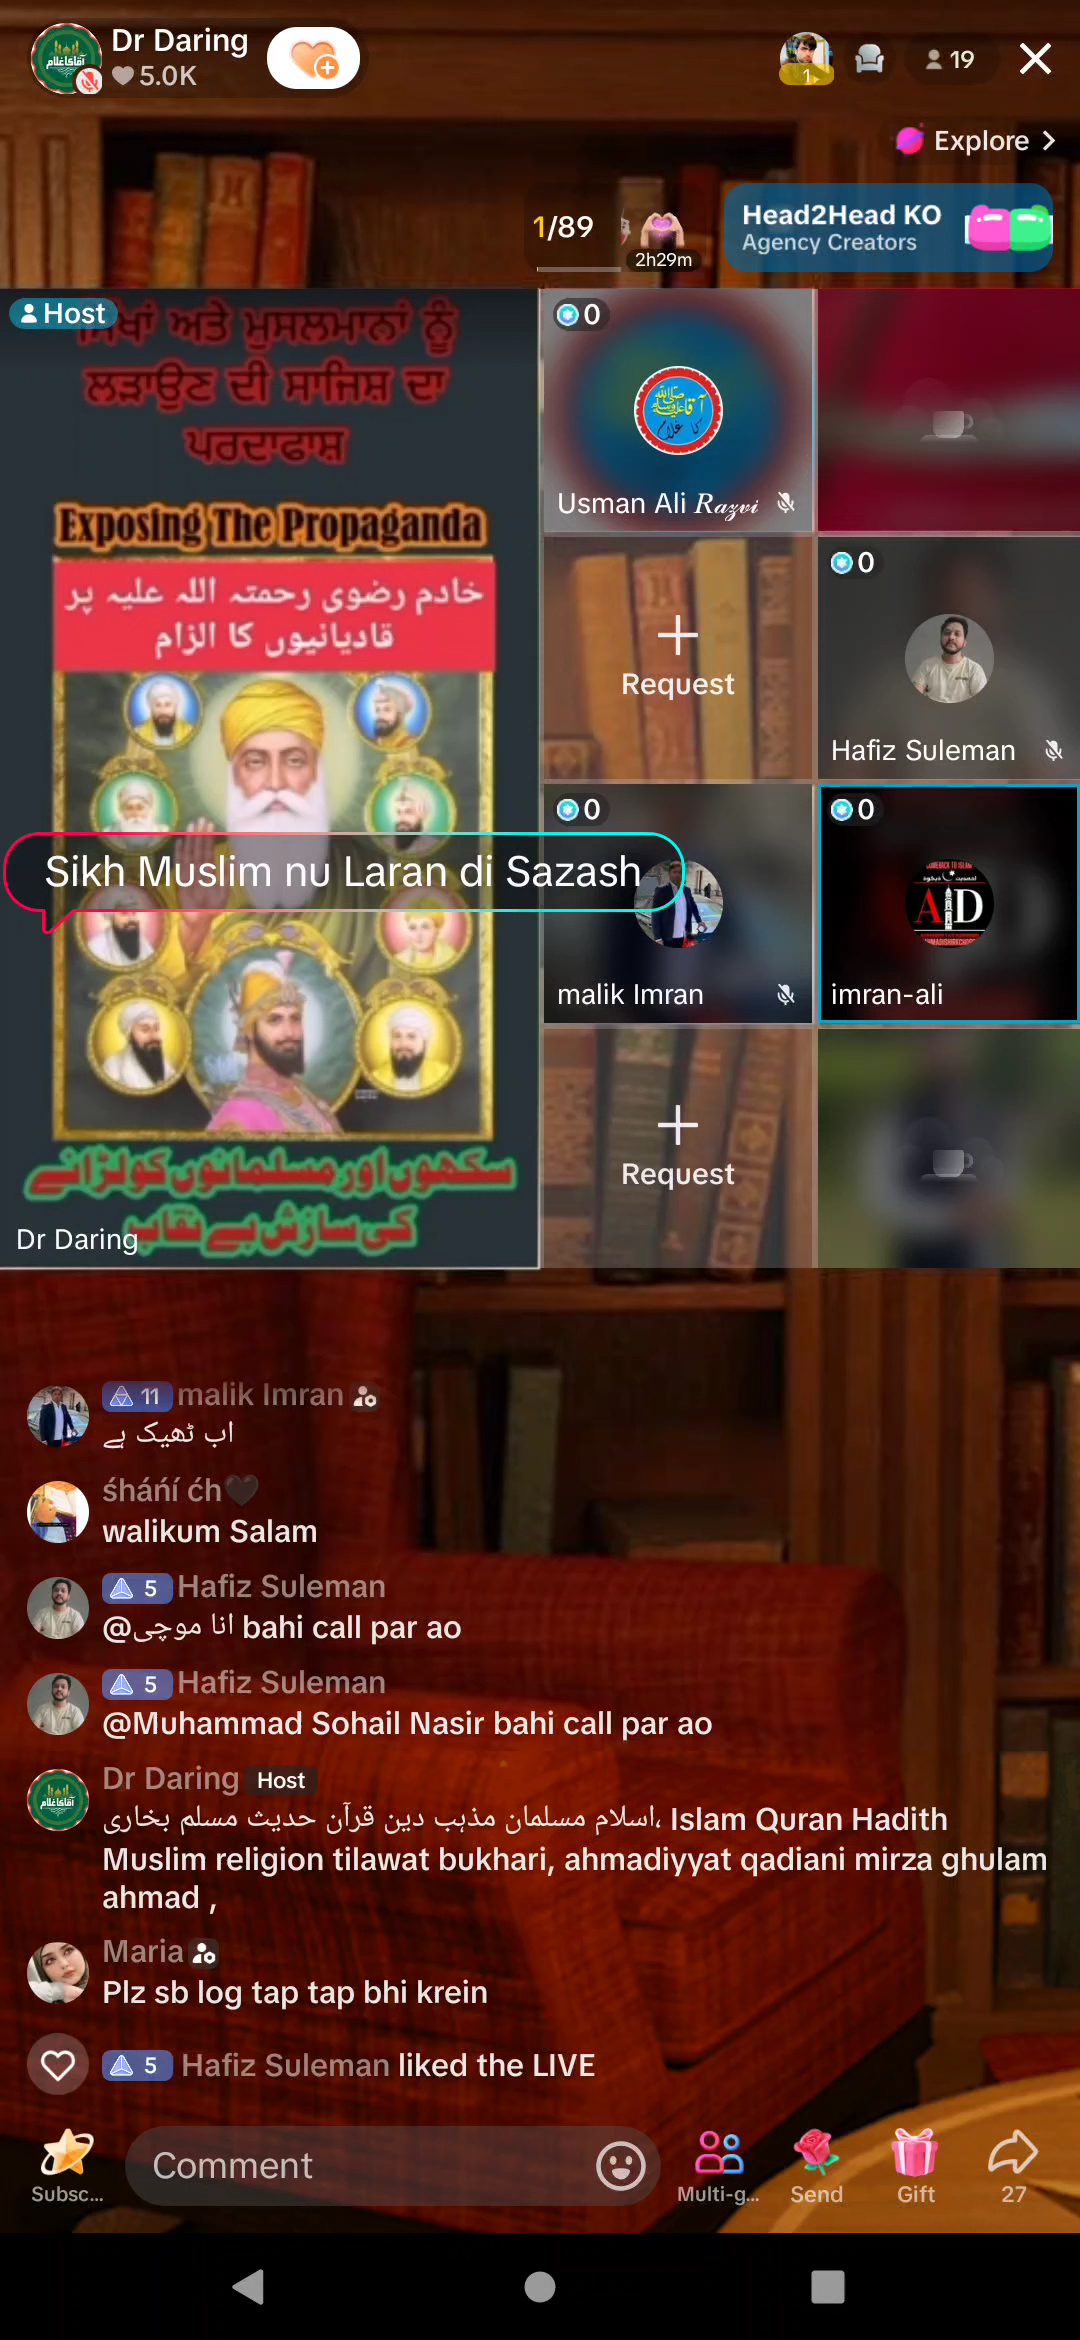 Dr Daring
5.0K
1
19
Explore
1/89
2h29m
Head2Head KO
Agency Creators
Host
ਸਿੱਖਾਂ ਅਤੇ ਮੁਸਲਮਾਨਾਂ ਨੂੰ
ਲੜਾਉਣ ਦੀ ਸਾਜਿਸ਼ ਦਾ
ਪਰਦਾਫਾਸ਼
Exposing The Propaganda
خادم رضوی رحمتہ اللہ علیہ پر
قادیانیوں کا الزام
Sikh Muslim nu Laran di Sazash
سکھوں اور مسلمانوں کو لڑانے
کی سازش بے نقاب
Dr Daring
0
Usman Ali Razvi
Request
0
Hafiz Suleman
0
malik Imran
0
AID
imran-ali
Request
11 malik Imran
اب ٹھیک ہے
śháńí ćh🖤
walikum Salam
5 Hafiz Suleman
@انا موچی bahi call par ao
5 Hafiz Suleman
@Muhammad Sohail Nasir bahi call par ao
Dr Daring Host
اسلام مسلمان مذہب دین قرآن حدیث مسلم بخاری، Islam Quran Hadith
Muslim religion tilawat bukhari, ahmadiyyat qadiani mirza ghulam
ahmad ,
Maria
Plz sb log tap tap bhi krein
5 Hafiz Suleman liked the LIVE
Subsc...
Comment
Multi-g...
Send
Gift
27